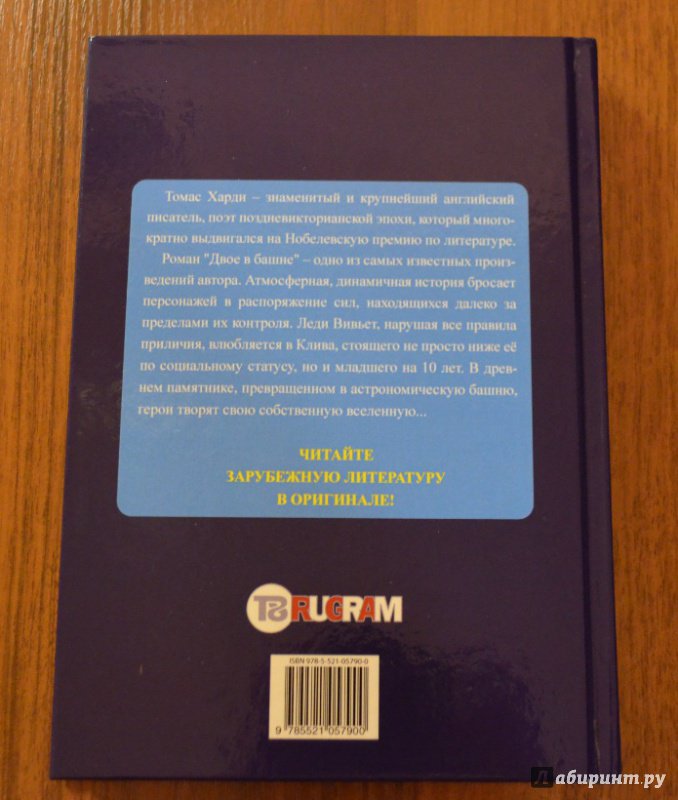 Томас Харди – знаменитый и крупнейший английский
писатель, поэт поздневикторианской эпохи, который много-
кратно выдвигался на Нобелевскую премию по литературе.
Роман "Двое в башне" – одно из самых известных произ-
ведений автора. Атмосферная, динамичная история бросает
персонажей в распоряжение сил, находящихся далеко за
пределами их контроля. Леди Вивьет, нарушая все правила
приличия, влюбляется в Клива, стоящего не просто ниже её
по социальному статусу, но и младшего на 10 лет. В древ-
нем памятнике, превращенном в астрономическую башню,
герои творят свою собственную вселенную...
ЧИТАЙТЕ
ЗАРУБЕЖНУЮ ЛИТЕРАТУРУ
В ОРИГИНАЛЕ!
T8 RUGRAM
ISBN 978-5-521-05790-0
9 785521 057900
Лабиринт.ру